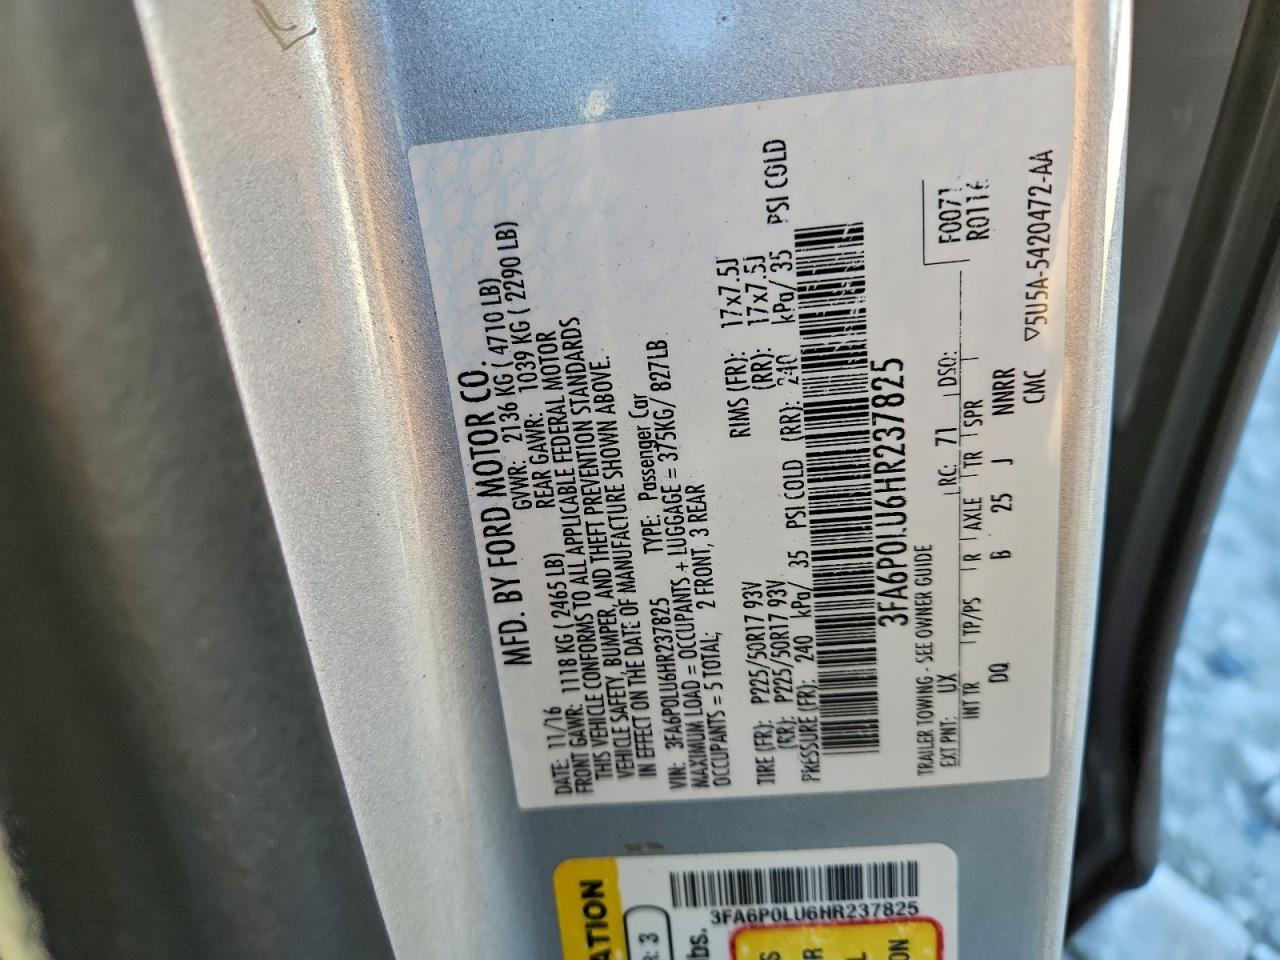 MFD. BY FORD MOTOR CO.
DATE: 11/16 GVWR: 2136 KG ( 4710 LB)
FRONT GAWR: 1118 KG ( 2465 LB) REAR GAWR: 1039 KG ( 2290 LB)
THIS VEHICLE CONFORMS TO ALL APPLICABLE FEDERAL MOTOR
VEHICLE SAFETY, BUMPER, AND THEFT PREVENTION STANDARDS
IN EFFECT ON THE DATE OF MANUFACTURE SHOWN ABOVE.
VIN: 3FA6P0LU6HR237825 TYPE: Passenger Car
MAXIMUM LOAD = OCCUPANTS + LUGGAGE = 375KG/ 827LB
OCCUPANTS = 5 TOTAL; 2 FRONT, 3 REAR
TIRE (FR): P225/50R17 93V RIMS (FR): 17x7.5J
(RR): P225/50R17 93V (RR): 17x7.5J
PRESSURE (FR): 240 kPa/ 35 PSI COLD (RR): 240 kPa/ 35 PSI COLD
3FA6P0LU6HR237825
TRAILER TOWING - SEE OWNER GUIDE
EXT PNT: UX RC: 71 DSO: F0071
INT TR TP/PS R AXLE TR SPR R0116
DQ B 25 J NNRR
CMC ▽5U5A-5420472-AA
ATION
R: 3
3FA6P0LU6HR237825
bs.